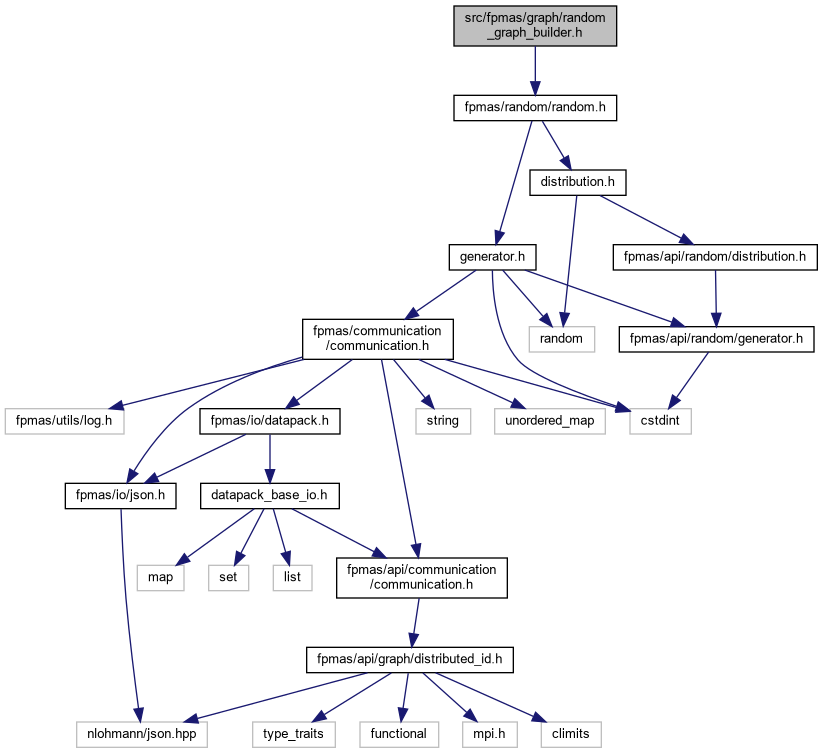 src/fpmas/graph/random
_graph_builder.h
fpmas/random/random.h
distribution.h
generator.h
fpmas/api/random/distribution.h
fpmas/communication
/communication.h
random
fpmas/api/random/generator.h
fpmas/utils/log.h
fpmas/io/datapack.h
string
unordered_map
cstdint
fpmas/io/json.h
datapack_base_io.h
map
set
list
fpmas/api/communication
/communication.h
fpmas/api/graph/distributed_id.h
nlohmann/json.hpp
type_traits
functional
mpi.h
climits